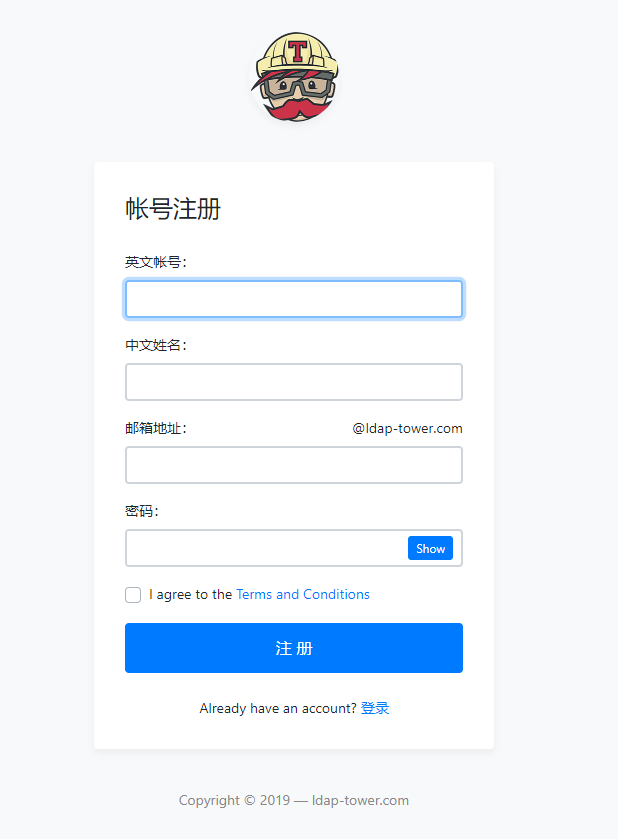 T
帐号注册
英文帐号：
中文姓名：
邮箱地址： @ldap-tower.com
密码：
Show
I agree to the Terms and Conditions
注 册
Already have an account? 登录
Copyright © 2019 — ldap-tower.com